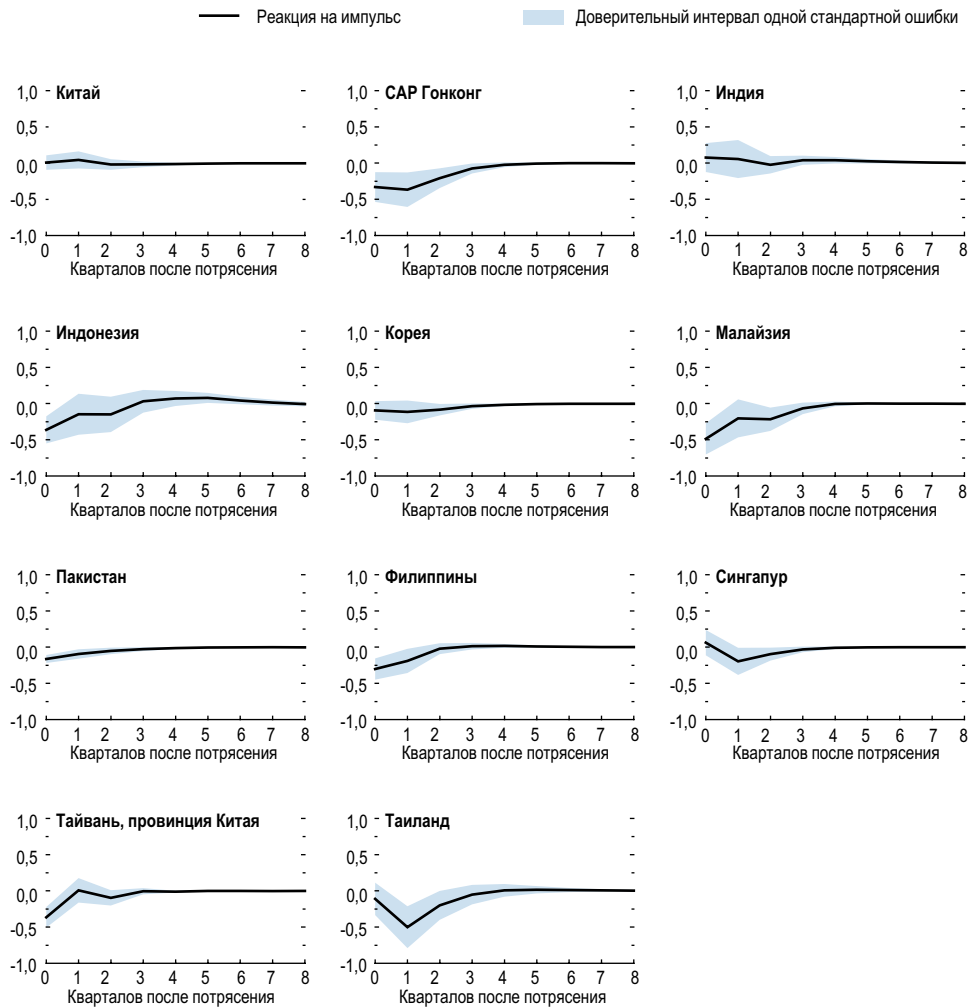 Реакция на импульс Доверительный интервал одной стандартной ошибки
Китай
1,0
0,5
0,0
-0,5
-1,0
0 1 2 3 4 5 6 7 8
Кварталов после потрясения
САР Гонконг
1,0
0,5
0,0
-0,5
-1,0
0 1 2 3 4 5 6 7 8
Кварталов после потрясения
Индия
1,0
0,5
0,0
-0,5
-1,0
0 1 2 3 4 5 6 7 8
Кварталов после потрясения
Индонезия
1,0
0,5
0,0
-0,5
-1,0
0 1 2 3 4 5 6 7 8
Кварталов после потрясения
Корея
1,0
0,5
0,0
-0,5
-1,0
0 1 2 3 4 5 6 7 8
Кварталов после потрясения
Малайзия
1,0
0,5
0,0
-0,5
-1,0
0 1 2 3 4 5 6 7 8
Кварталов после потрясения
Пакистан
1,0
0,5
0,0
-0,5
-1,0
0 1 2 3 4 5 6 7 8
Кварталов после потрясения
Филиппины
1,0
0,5
0,0
-0,5
-1,0
0 1 2 3 4 5 6 7 8
Кварталов после потрясения
Сингапур
1,0
0,5
0,0
-0,5
-1,0
0 1 2 3 4 5 6 7 8
Кварталов после потрясения
Тайвань, провинция Китая
1,0
0,5
0,0
-0,5
-1,0
0 1 2 3 4 5 6 7 8
Кварталов после потрясения
Таиланд
1,0
0,5
0,0
-0,5
-1,0
0 1 2 3 4 5 6 7 8
Кварталов после потрясения